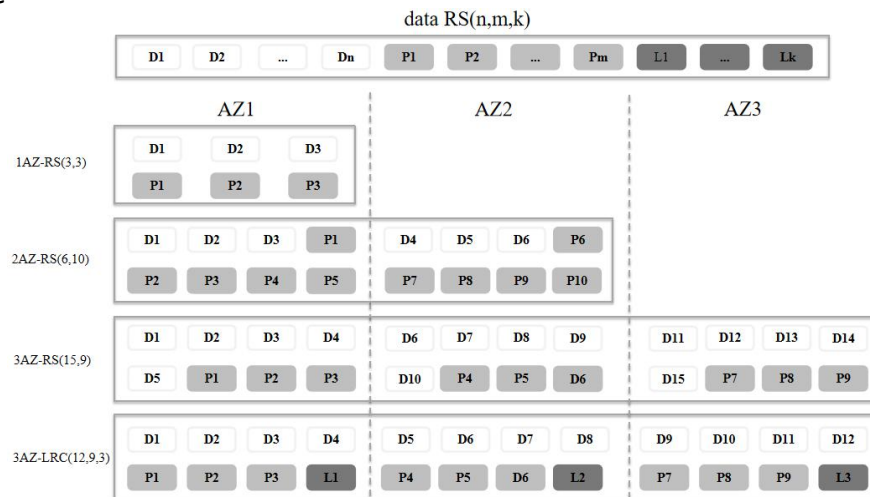 data RS(n,m,k)
D1 D2 ... Dn P1 P2 ... Pm L1 ... Lk
AZ1 AZ2 AZ3
1AZ-RS(3,3)
D1 D2 D3
P1 P2 P3
2AZ-RS(6,10)
D1 D2 D3 P1 D4 D5 D6 P6
P2 P3 P4 P5 P7 P8 P9 P10
3AZ-RS(15,9)
D1 D2 D3 D4 D6 D7 D8 D9 D11 D12 D13 D14
D5 P1 P2 P3 D10 P4 P5 D6 D15 P7 P8 P9
3AZ-LRC(12,9,3)
D1 D2 D3 D4 D5 D6 D7 D8 D9 D10 D11 D12
P1 P2 P3 L1 P4 P5 D6 L2 P7 P8 P9 L3